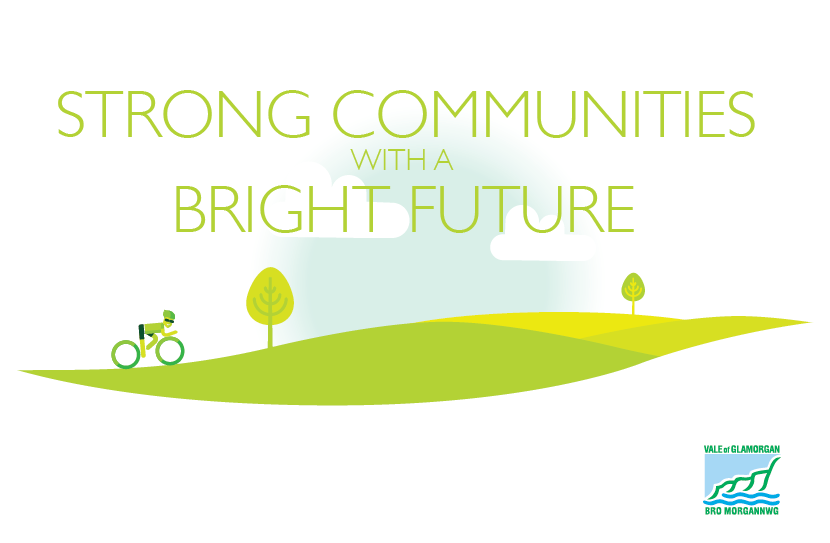 STRONG COMMUNITIES
WITH A
BRIGHT FUTURE
VALE of GLAMORGAN
BRO MORGANNWG